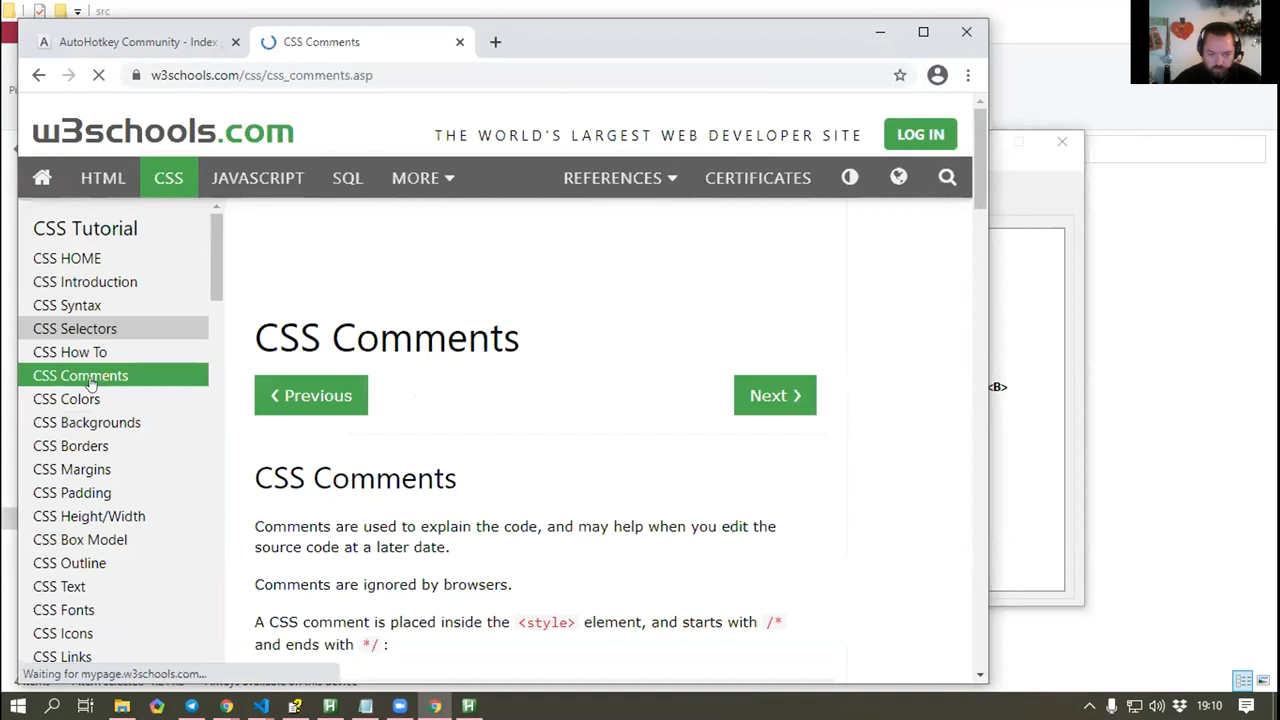 src
AutoHotkey Community - Index
CSS Comments
w3schools.com/css/css_comments.asp
w3schools.com
THE WORLD'S LARGEST WEB DEVELOPER SITE
LOG IN
HTML
CSS
JAVASCRIPT
SQL
MORE
REFERENCES
CERTIFICATES
CSS Tutorial
CSS HOME
CSS Introduction
CSS Syntax
CSS Selectors
CSS How To
CSS Comments
CSS Colors
CSS Backgrounds
CSS Borders
CSS Margins
CSS Padding
CSS Height/Width
CSS Box Model
CSS Outline
CSS Text
CSS Fonts
CSS Icons
CSS Links
CSS Comments
❮ Previous
Next ❯
CSS Comments
Comments are used to explain the code, and may help when you edit the
source code at a later date.
Comments are ignored by browsers.
A CSS comment is placed inside the <style> element, and starts with /*
and ends with */ :
<B>
Waiting for mypage.w3schools.com...
19:10